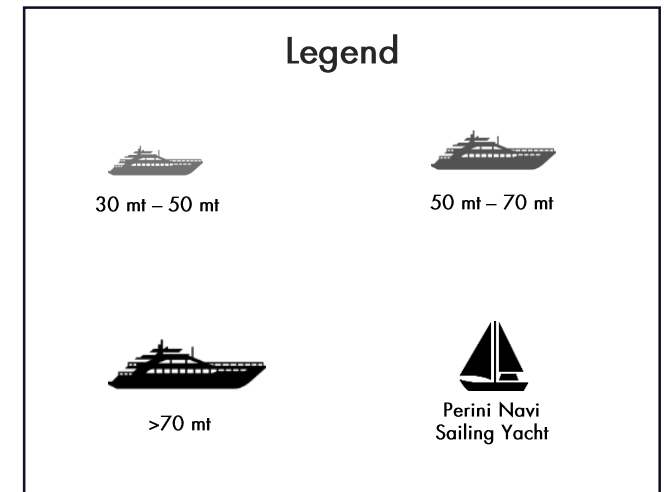 Legend
30 mt – 50 mt
50 mt – 70 mt
>70 mt
Perini Navi
Sailing Yacht